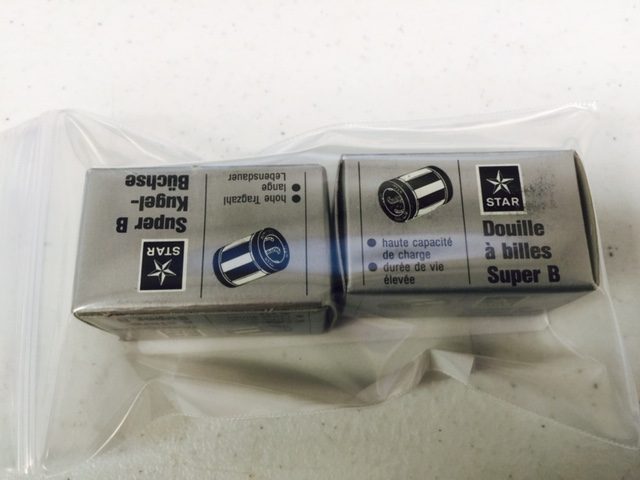 Super B
Kugel-
Büchse
STAR
hohe Tragzahl
lange
Lebensdauer
haute capacité
de charge
durée de vie
élevée
STAR
Douille
à billes
Super B